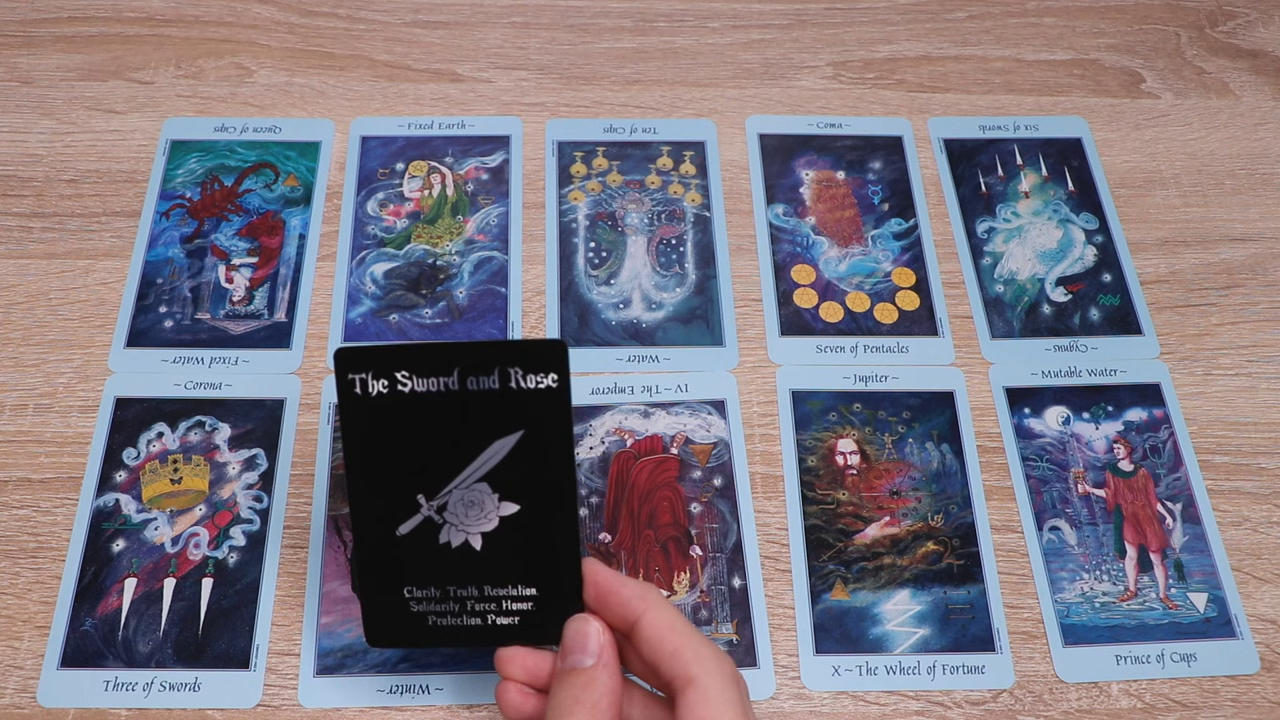 Queen of Cups
~Fixed Earth~
Ten of Cups
~Coma~
Six of Swords
~Fixed Water~
~Water~
Seven of Pentacles
~Cygnus~
~Corona~
The Sword and Rose
IV~The Emperor
~Jupiter~
~Mutable Water~
Clarity, Truth, Revelation,
Solidarity, Force, Honor,
Protection, Power
Three of Swords
~Winter~
X~The Wheel of Fortune
Prince of Cups